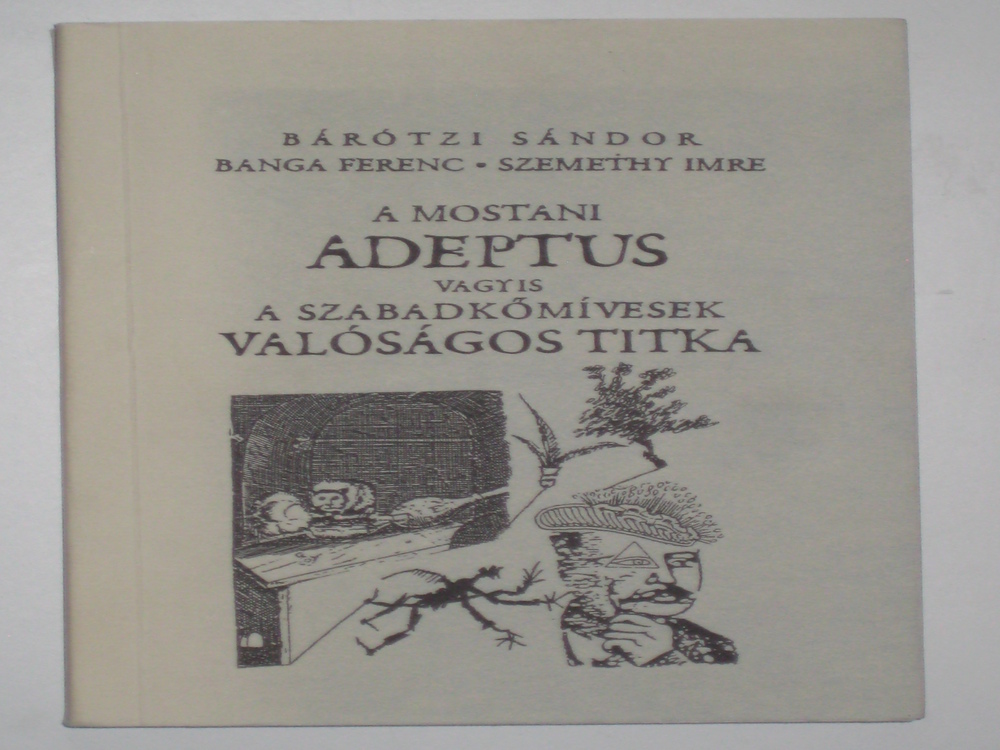 BÁRÓTZI SÁNDOR
BANGA FERENC • SZEMETHY IMRE
A MOSTANI
ADEPTUS
VAGYIS
A SZABADKŐMÍVESEK
VALÓSÁGOS TITKA